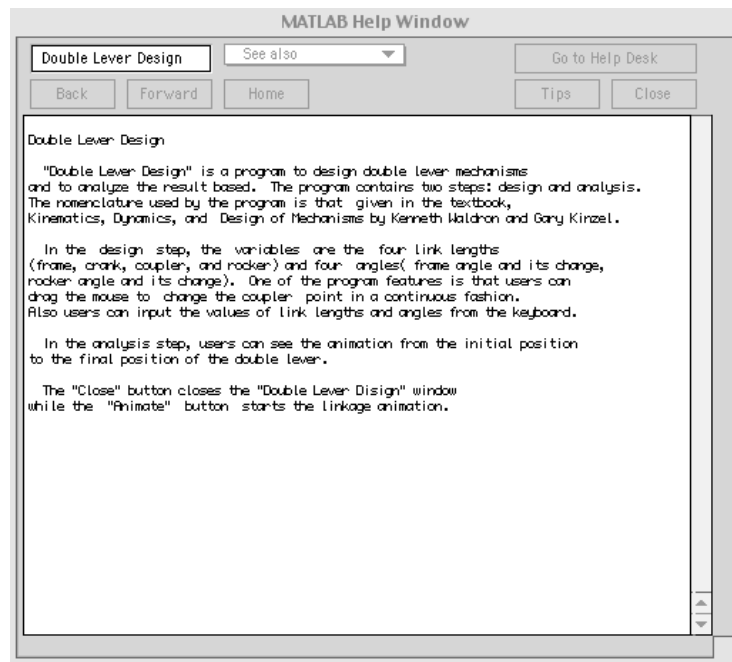 MATLAB Help Window
Double Lever Design
See also
Go to Help Desk
Back
Forward
Home
Tips
Close
Double Lever Design
"Double Lever Design" is a program to design double lever mechanisms
and to analyze the result based. The program contains two steps: design and analysis.
The nomenclature used by the program is that given in the textbook,
Kinematics, Dynamics, and Design of Mechanisms by Kenneth Waldron and Gary Kinzel.
In the design step, the variables are the four link lengths
(frame, crank, coupler, and rocker) and four angles( frame angle and its change,
rocker angle and its change). One of the program features is that users can
drag the mouse to change the coupler point in a continuous fashion.
Also users can input the values of link lengths and angles from the keyboard.
In the analysis step, users can see the animation from the initial position
to the final position of the double lever.
The "Close" button closes the "Double Lever Disign" window
while the "Animate" button starts the linkage animation.